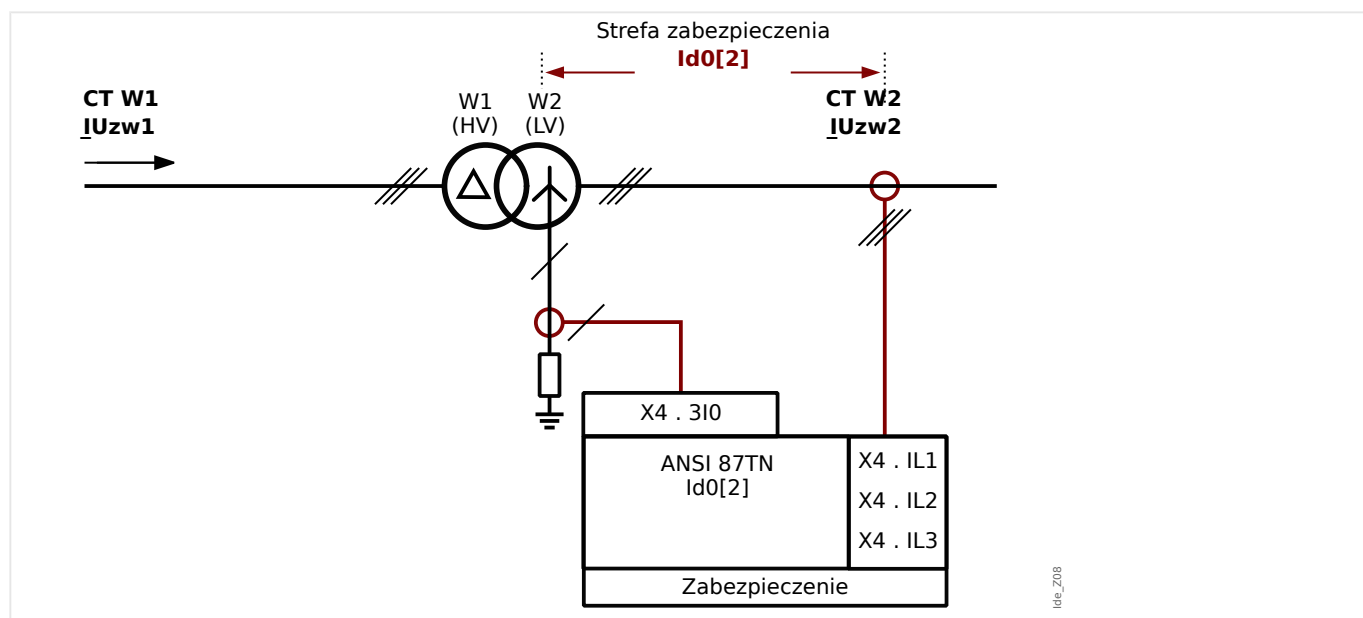 Strefa zabezpieczenia
Id0[2]
CT W1
IUzw1
W1
(HV)
W2
(LV)
CT W2
IUzw2
X4 . 3I0
ANSI 87TN
Id0[2]
X4 . IL1
X4 . IL2
X4 . IL3
Zabezpieczenie
Ide_Z08